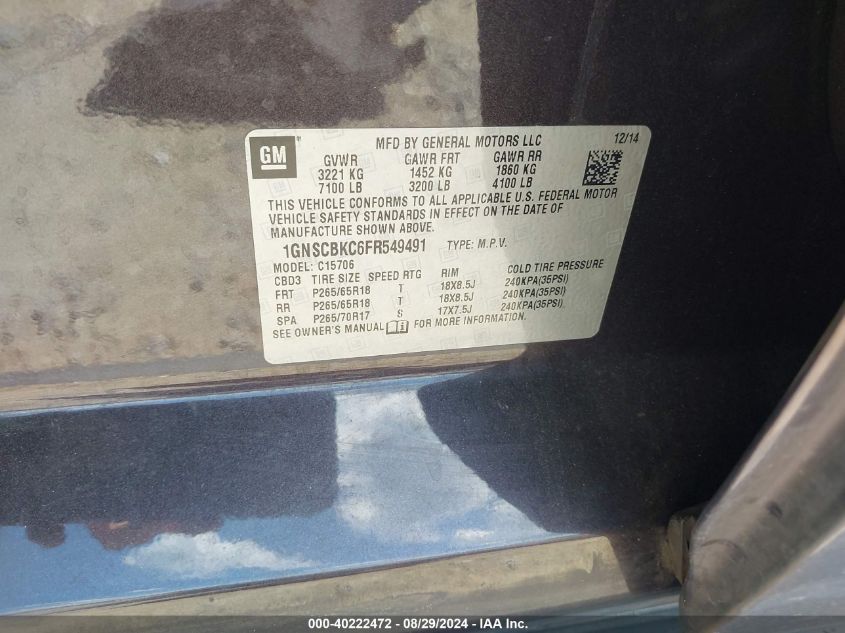 GM
MFD BY GENERAL MOTORS LLC 12/14
GVWR GAWR FRT GAWR RR
3221 KG 1452 KG 1860 KG
7100 LB 3200 LB 4100 LB
THIS VEHICLE CONFORMS TO ALL APPLICABLE U.S. FEDERAL MOTOR
VEHICLE SAFETY STANDARDS IN EFFECT ON THE DATE OF
MANUFACTURE SHOWN ABOVE.
1GNSCBKC6FR549491 TYPE: M.P.V.
MODEL: C15706
CBD3 TIRE SIZE SPEED RTG RIM COLD TIRE PRESSURE
FRT P265/65R18 T 18X8.5J 240KPA(35PSI)
RR P265/65R18 T 18X8.5J 240KPA(35PSI)
SPA P265/70R17 S 17X7.5J 240KPA(35PSI)
SEE OWNER'S MANUAL FOR MORE INFORMATION.
000-40222472 - 08/29/2024 - IAA Inc.